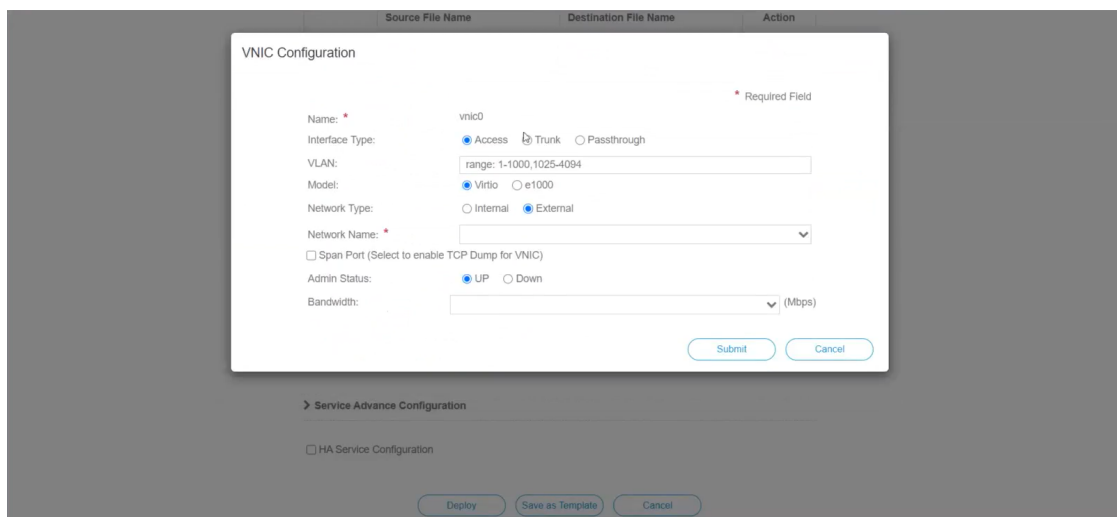 Source File Name Destination File Name Action
VNIC Configuration
* Required Field
Name: * vnic0
Interface Type: Access Trunk Passthrough
VLAN: range: 1-1000,1025-4094
Model: Virtio e1000
Network Type: Internal External
Network Name: *
Span Port (Select to enable TCP Dump for VNIC)
Admin Status: UP Down
Bandwidth: (Mbps)
Submit Cancel
Service Advance Configuration
HA Service Configuration
Deploy Save as Template Cancel